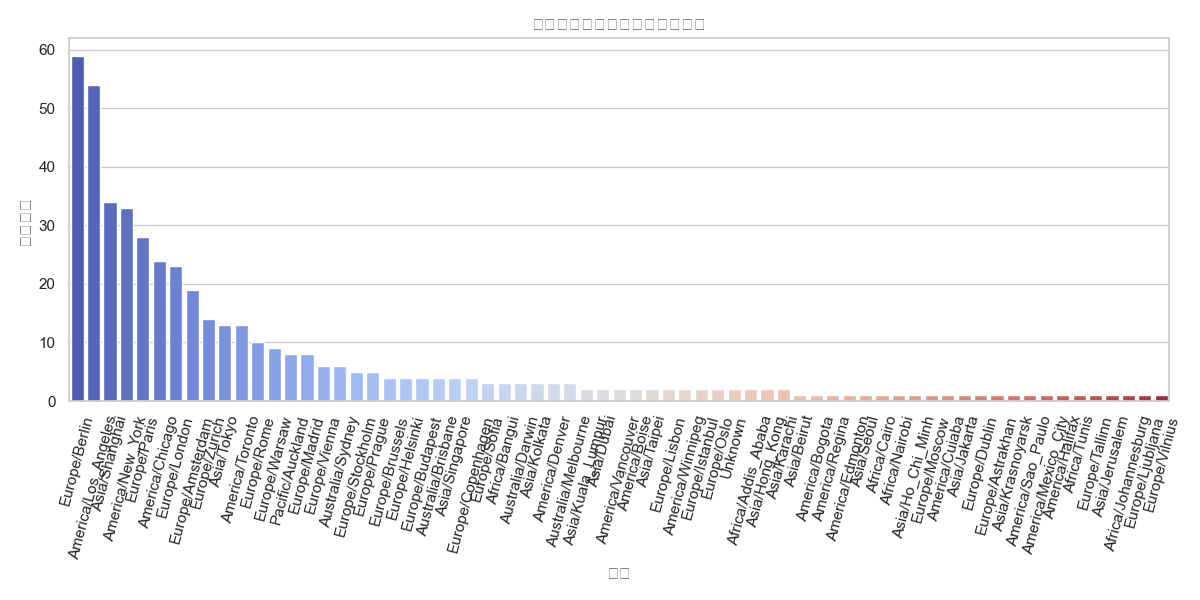 60
50
40
30
20
10
0
Europe/Berlin
America/Los_Angeles
Asia/Shanghai
America/New_York
Europe/Paris
America/Chicago
Europe/London
Europe/Amsterdam
Europe/Zurich
Asia/Tokyo
America/Toronto
Europe/Rome
Europe/Warsaw
Pacific/Auckland
Europe/Madrid
Europe/Vienna
Australia/Sydney
Europe/Stockholm
Europe/Prague
Europe/Brussels
Europe/Helsinki
Europe/Budapest
Australia/Brisbane
Asia/Singapore
Europe/Copenhagen
Europe/Sofia
Africa/Bangui
Australia/Darwin
Asia/Kolkata
America/Denver
Australia/Melbourne
Asia/Kuala_Lumpur
Asia/Dubai
America/Vancouver
America/Boise
Asia/Taipei
Europe/Lisbon
America/Winnipeg
Europe/Istanbul
Europe/Oslo
Unknown
Africa/Addis_Ababa
Asia/Hong_Kong
Asia/Karachi
Asia/Beirut
America/Bogota
America/Regina
America/Edmonton
Asia/Seoul
Africa/Cairo
Africa/Nairobi
Asia/Ho_Chi_Minh
Europe/Moscow
America/Cuiaba
Asia/Jakarta
Europe/Dublin
Europe/Astrakhan
Asia/Krasnoyarsk
America/Sao_Paulo
America/Mexico_City
America/Halifax
Africa/Tunis
Europe/Tallinn
Asia/Jerusalem
Africa/Johannesburg
Europe/Ljubljana
Europe/Vilnius